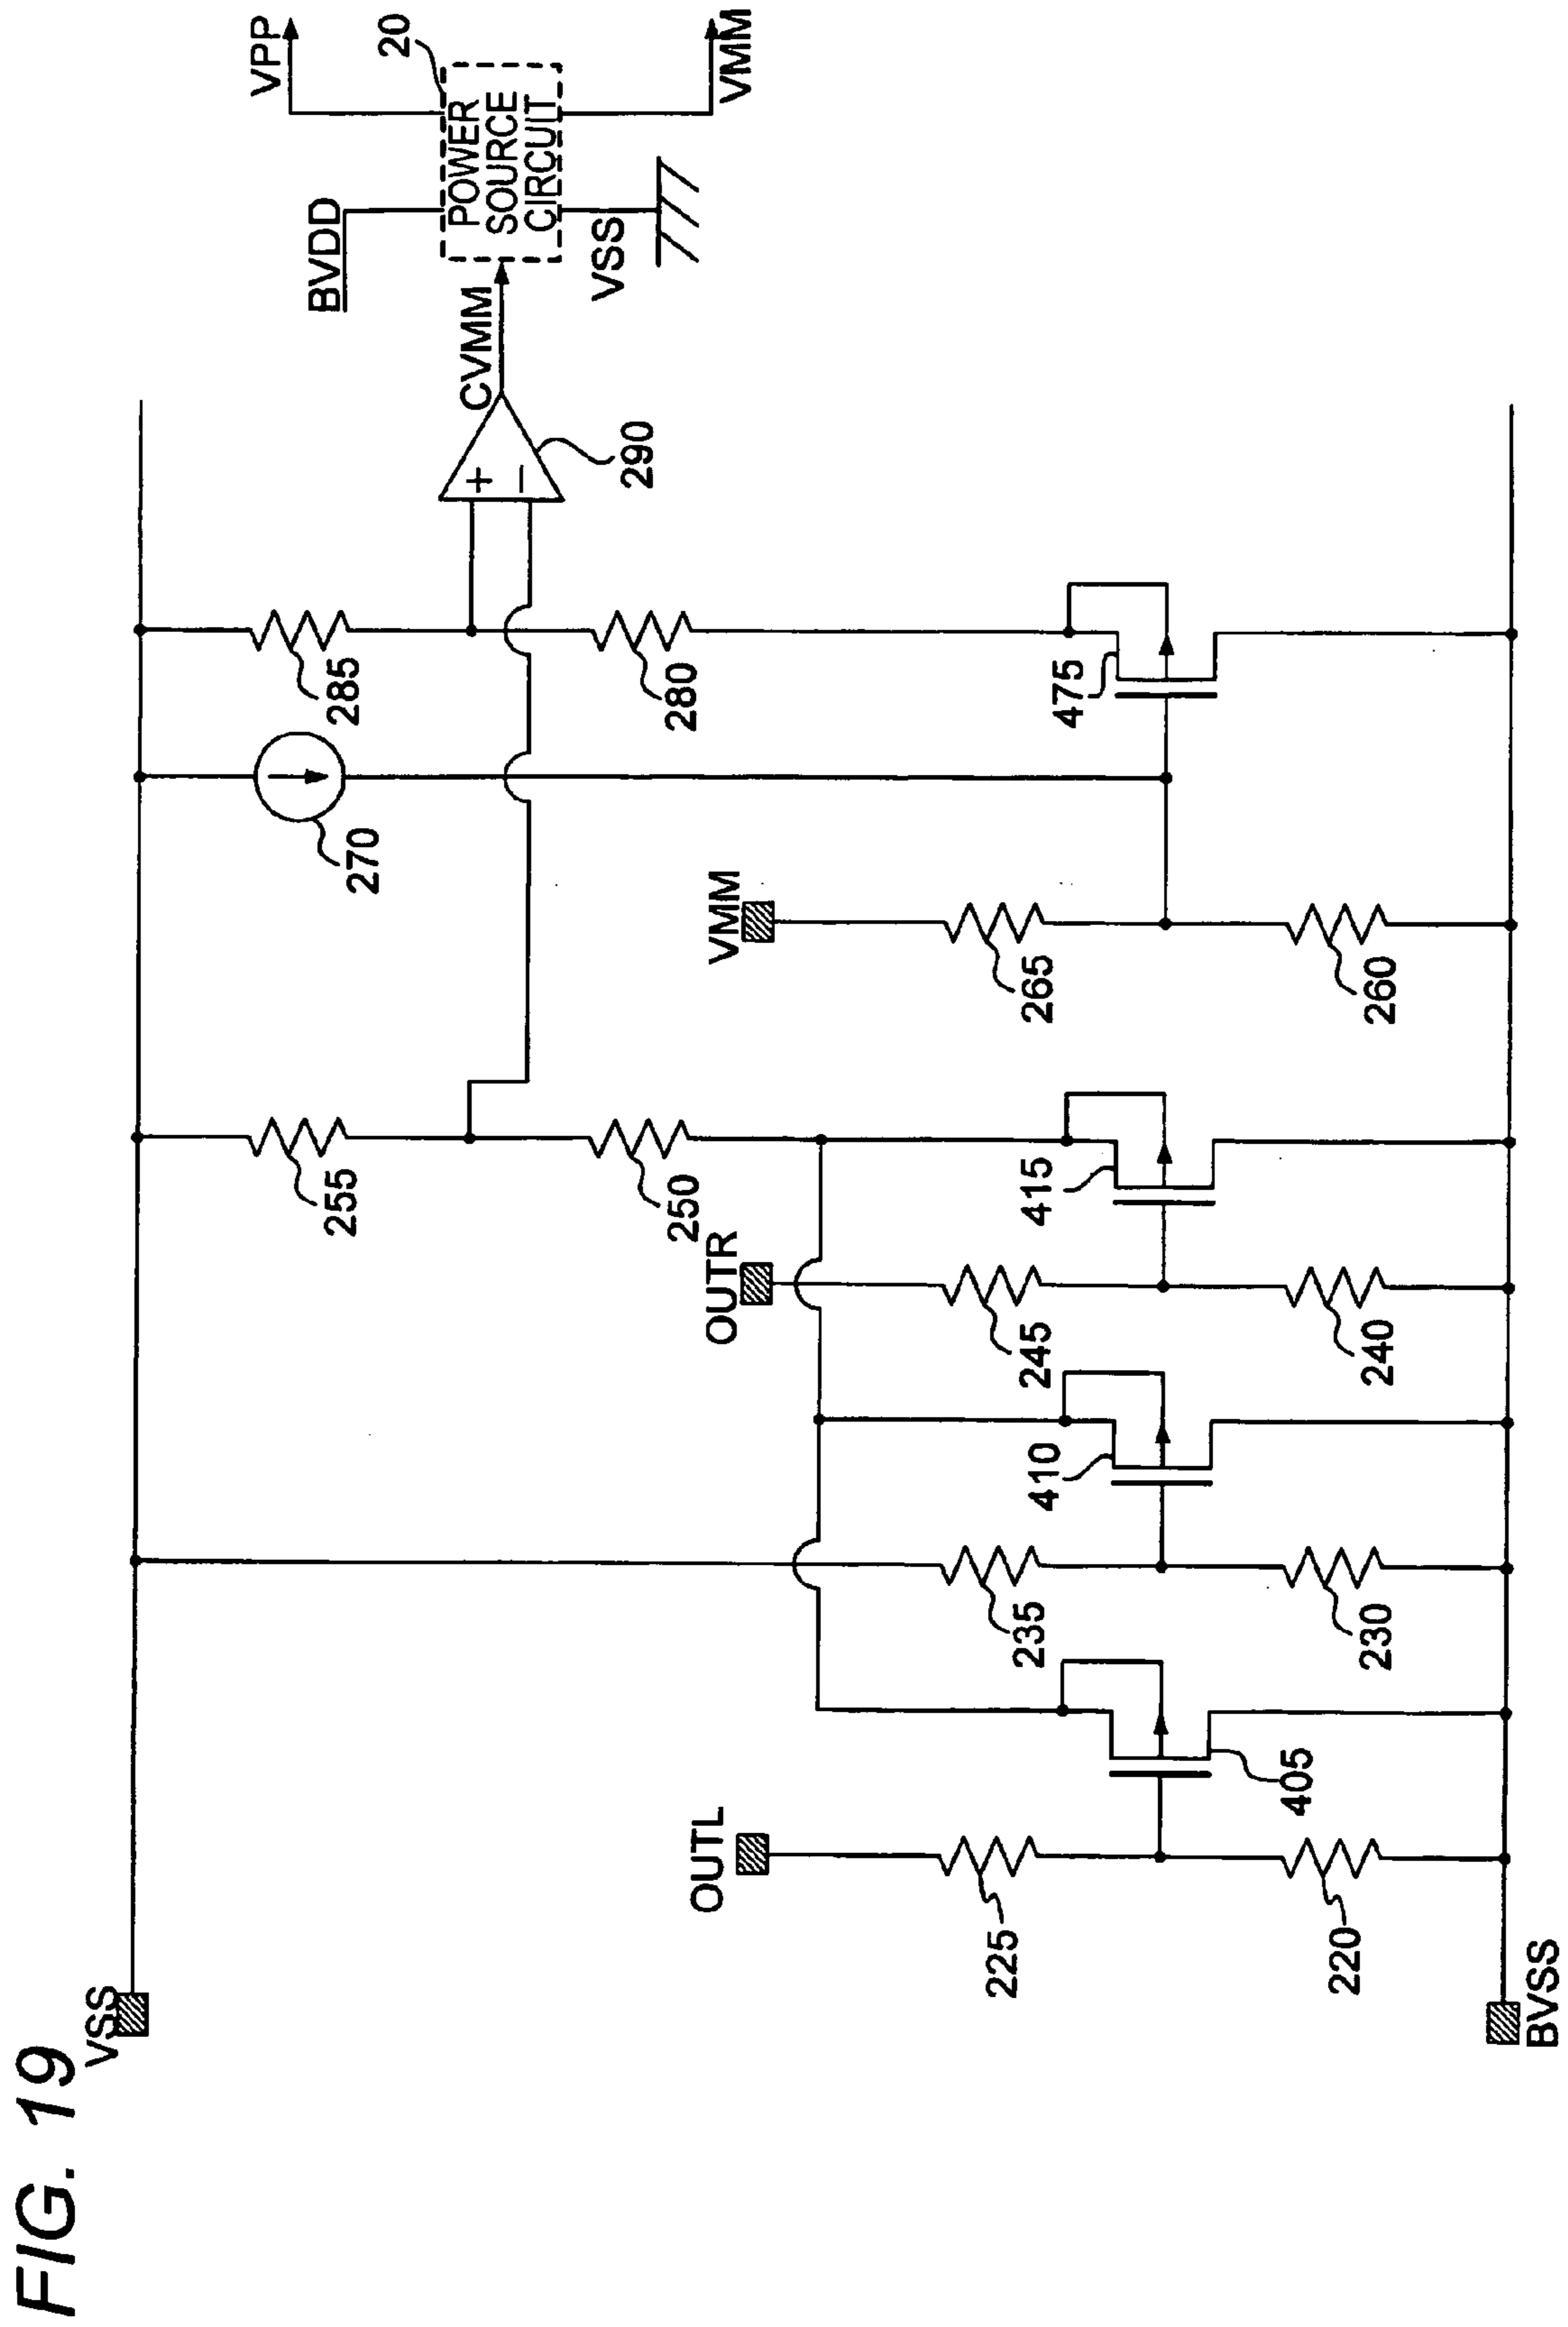 FIG. 19
VSS
BVSS
OUTL
225
220
405
235
230
410
OUTR
245
240
415
255
250
VMM
265
260
270
285
280
475
290
CVMM
BVDD
VSS
POWER
SOURCE
CIRCUIT
20
VPP
VMM
+
−